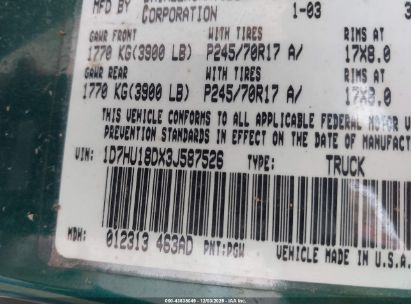 MFD BY
CORPORATION 1-03 3
GAWR FRONT WITH TIRES RIMS AT
1770 KG(3900 LB) P245/70R17 A/ 17X8.0
GAWR REAR WITH TIRES RIMS AT
1770 KG(3900 LB) P245/70R17 A/ 17X8.0
THIS VEHICLE CONFORMS TO ALL APPLICABLE FEDERAL MOTOR
PREVENTION STANDARDS IN EFFECT ON THE DATE OF MANUFACT
VIN: 1D7HU18DX3J587526 TYPE: TRUCK
MDH: 012313 463AD PNT:PGW VEHICLE MADE IN U.S.A